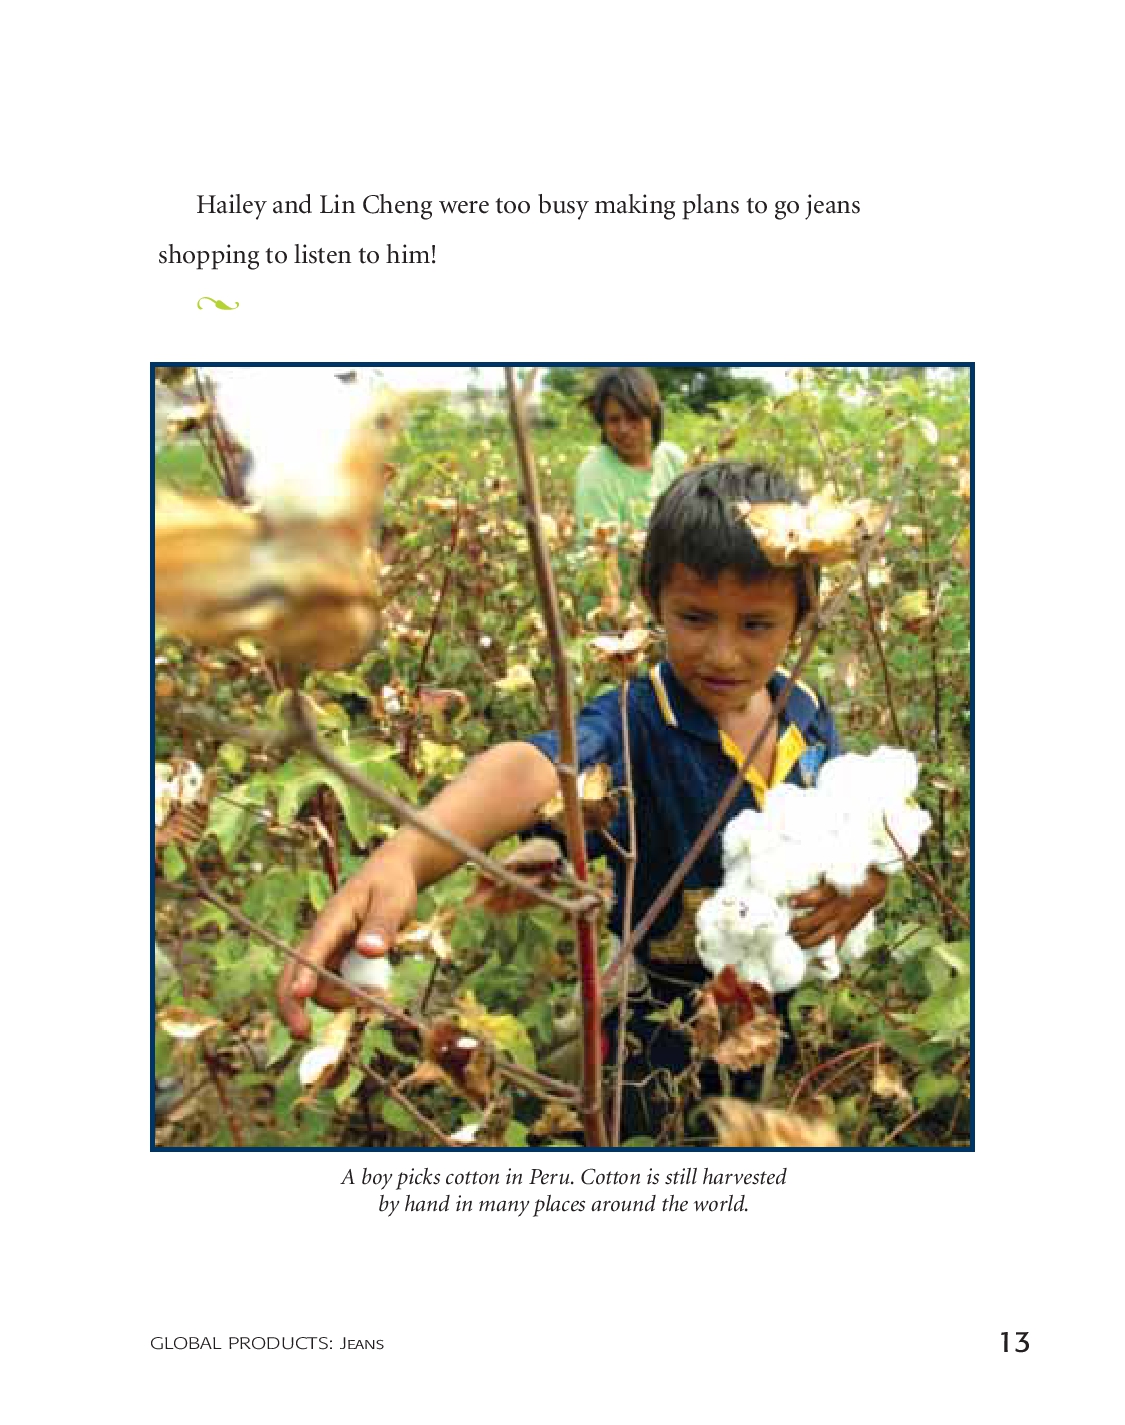 Hailey and Lin Cheng were too busy making plans to go jeans
shopping to listen to him!
A boy picks cotton in Peru. Cotton is still harvested
by hand in many places around the world.
GLOBAL PRODUCTS: JEANS
13